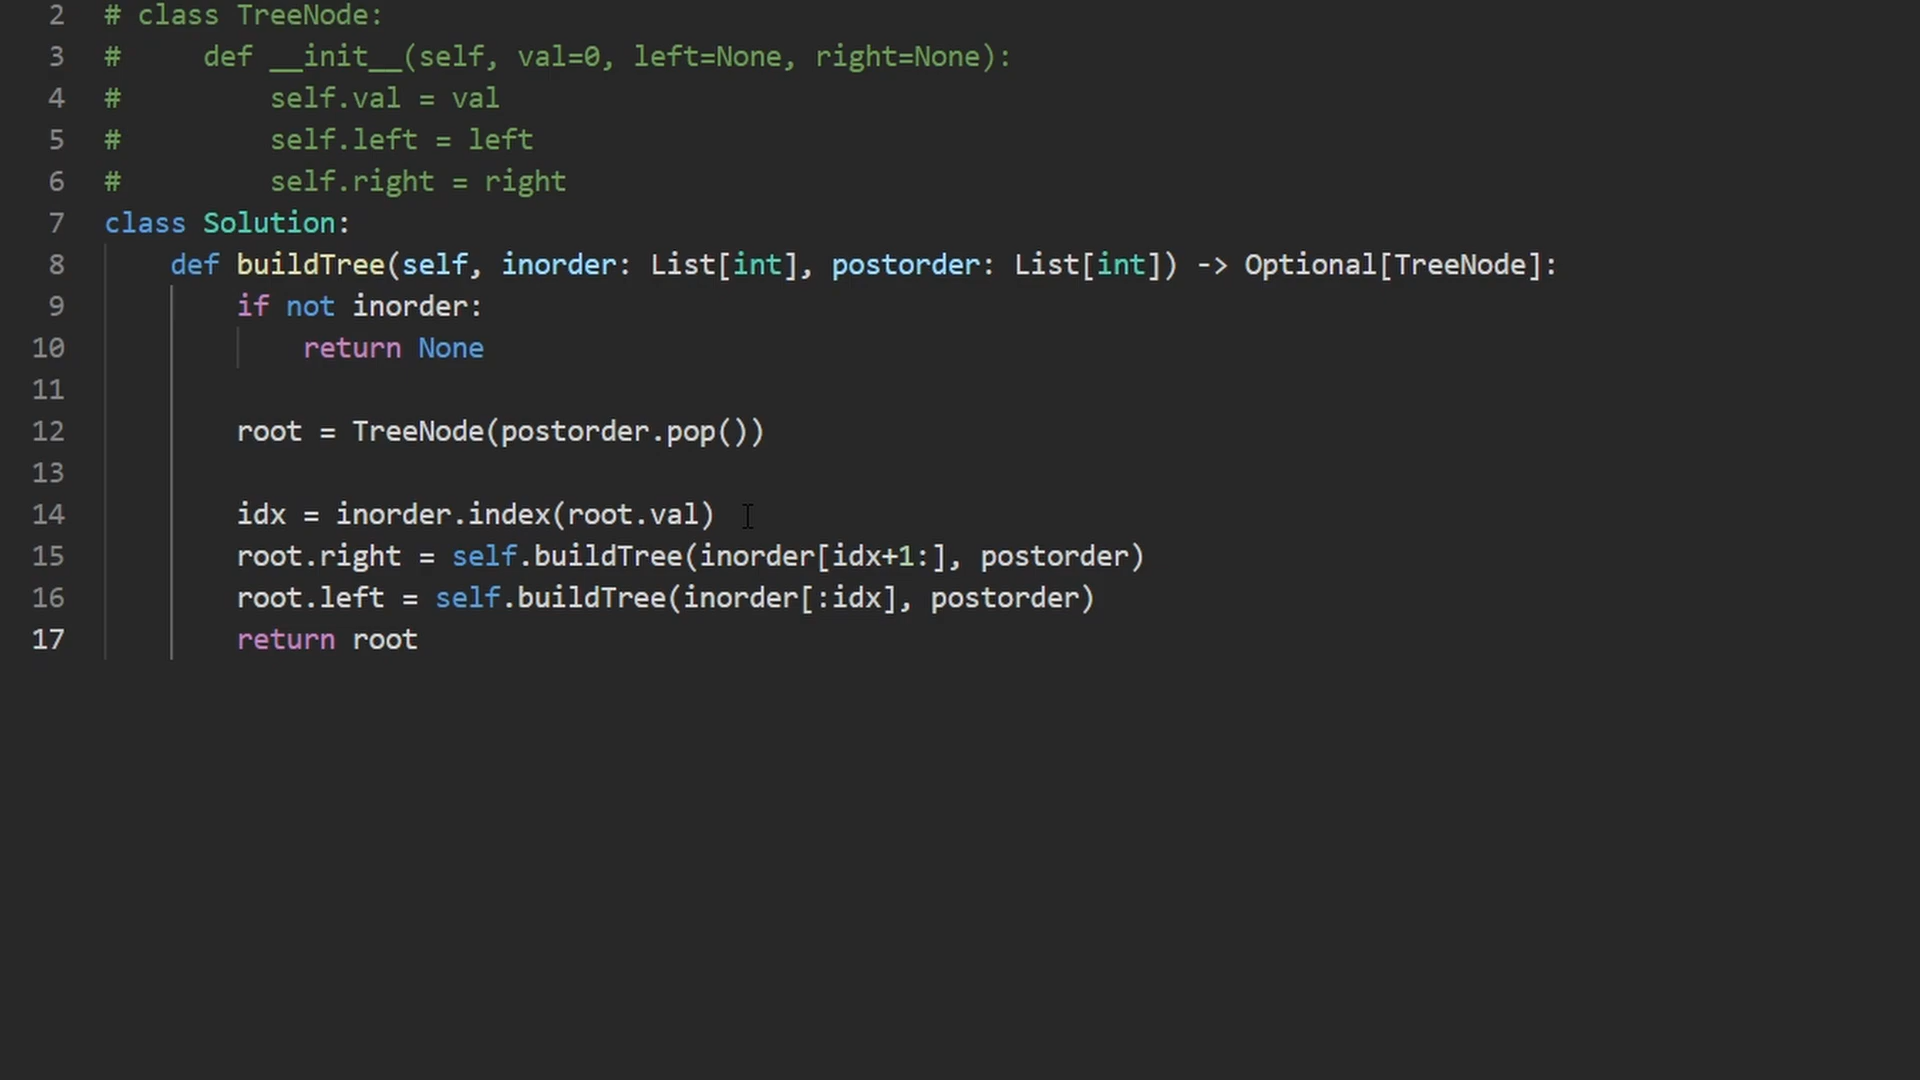 2 # class TreeNode:
3 #     def __init__(self, val=0, left=None, right=None):
4 #         self.val = val
5 #         self.left = left
6 #         self.right = right
7 class Solution:
8     def buildTree(self, inorder: List[int], postorder: List[int]) -> Optional[TreeNode]:
9         if not inorder:
10             return None
11
12         root = TreeNode(postorder.pop())
13
14         idx = inorder.index(root.val)
15         root.right = self.buildTree(inorder[idx+1:], postorder)
16         root.left = self.buildTree(inorder[:idx], postorder)
17         return root